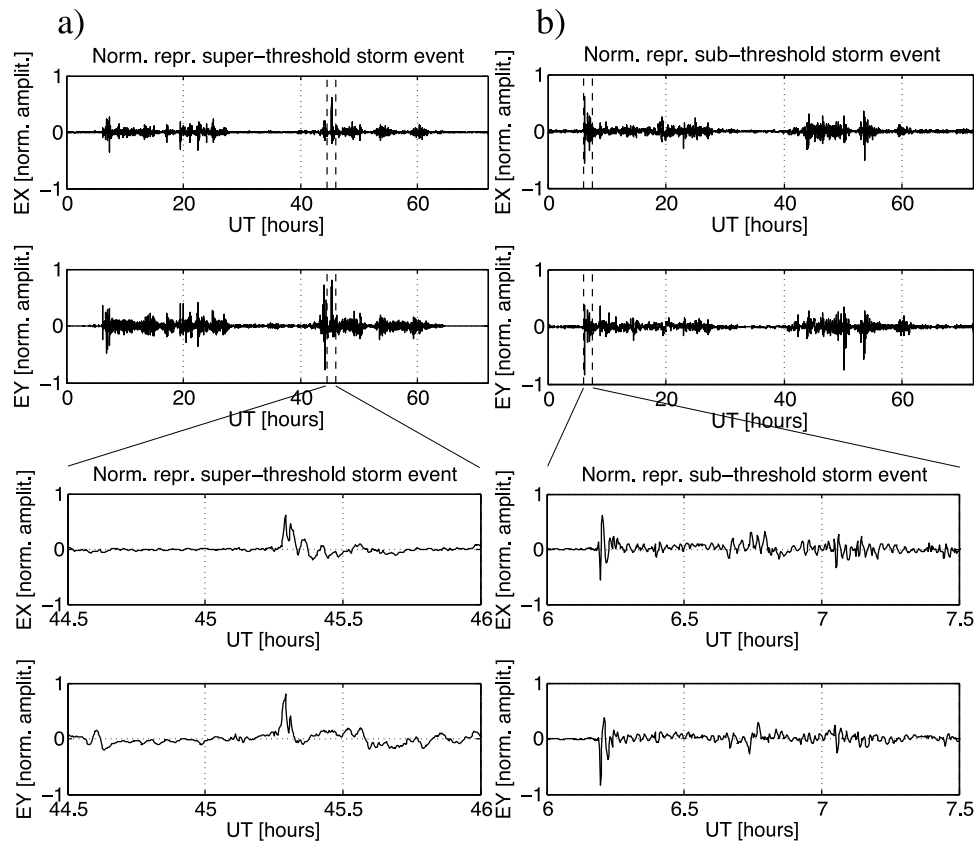 a)
Norm. repr. super−threshold storm event
EX [norm. amplit.]
1
0
−1
0
20
40
60
UT [hours]
EY [norm. amplit.]
1
0
−1
0
20
40
60
UT [hours]
Norm. repr. super−threshold storm event
EX [norm. amplit.]
1
0
−1
44.5
45
45.5
46
UT [hours]
EY [norm. amplit.]
1
0
−1
44.5
45
45.5
46
UT [hours]
b)
Norm. repr. sub−threshold storm event
EX [norm. amplit.]
1
0
−1
0
20
40
60
UT [hours]
EY [norm. amplit.]
1
0
−1
0
20
40
60
UT [hours]
Norm. repr. sub−threshold storm event
EX [norm. amplit.]
1
0
−1
6
6.5
7
7.5
UT [hours]
EY [norm. amplit.]
1
0
−1
6
6.5
7
7.5
UT [hours]